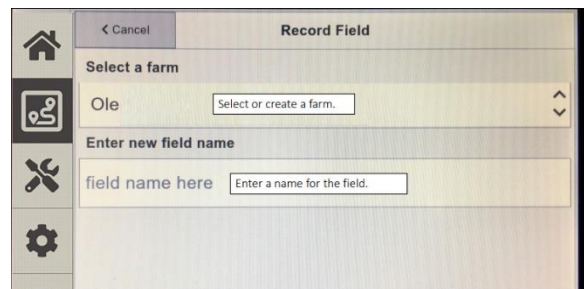 < Cancel Record Field
Select a farm
Ole Select or create a farm.
Enter new field name
field name here Enter a name for the field.